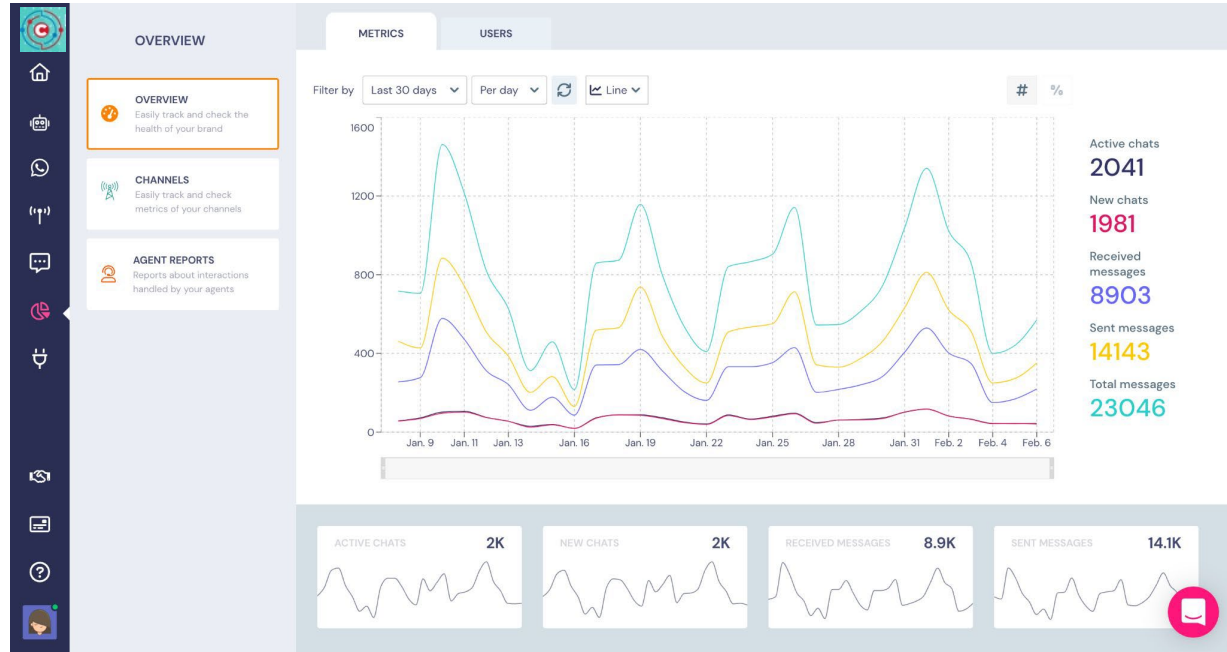 C
OVERVIEW
OVERVIEW
Easily track and check the
health of your brand
CHANNELS
Easily track and check
metrics of your channels
AGENT REPORTS
Reports about interactions
handled by your agents
METRICS
USERS
Filter by
Last 30 days
Per day
Line
#
%
1600
1200
800
400
0
Jan. 9
Jan. 11
Jan. 13
Jan. 16
Jan. 19
Jan. 22
Jan. 25
Jan. 28
Jan. 31
Feb. 2
Feb. 4
Feb. 6
Active chats
2041
New chats
1981
Received
messages
8903
Sent messages
14143
Total messages
23046
ACTIVE CHATS
2K
NEW CHATS
2K
RECEIVED MESSAGES
8.9K
SENT MESSAGES
14.1K